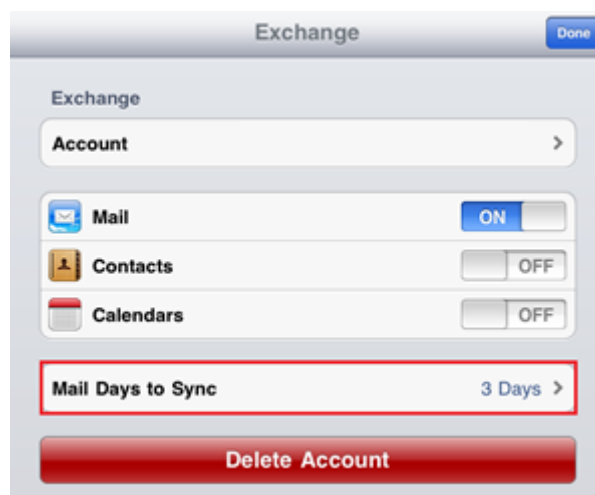 Exchange
Done
Exchange
Account
Mail ON
Contacts OFF
Calendars OFF
Mail Days to Sync 3 Days
Delete Account